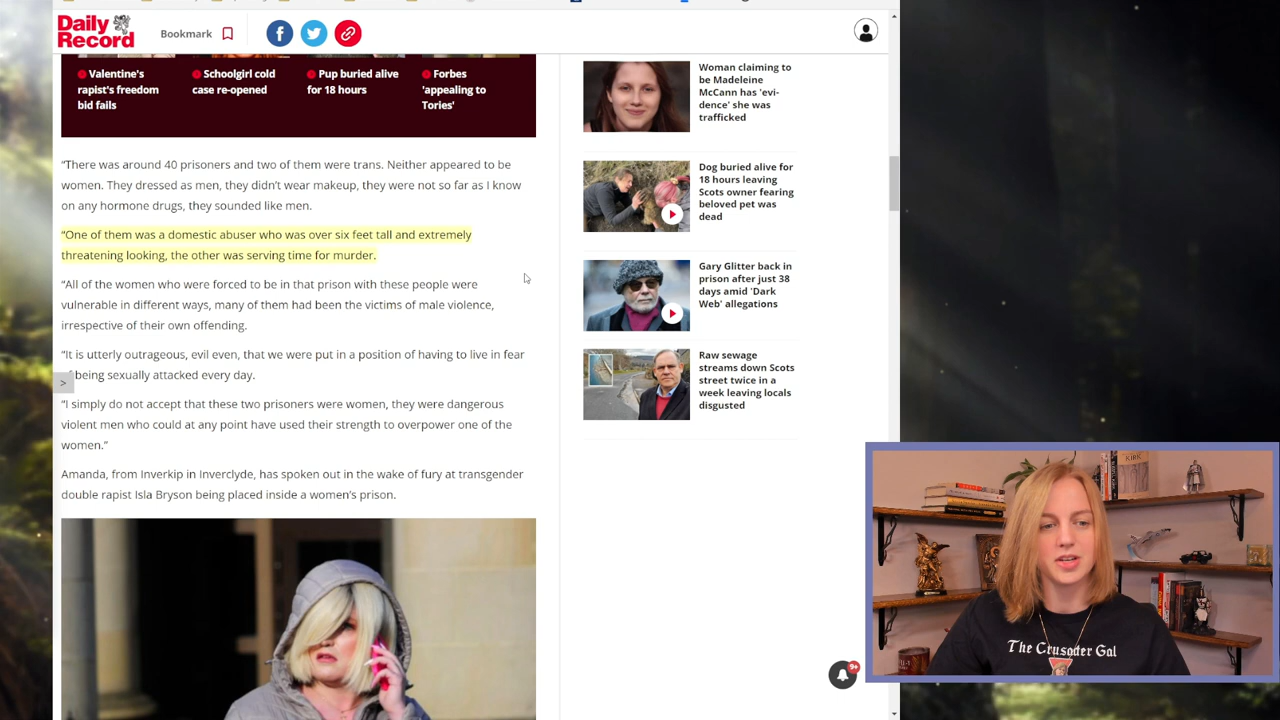 Daily
Record
Bookmark
Valentine's
rapist's freedom
bid fails
Schoolgirl cold
case re-opened
Pup buried alive
for 18 hours
Forbes
'appealing to
Tories'
“There was around 40 prisoners and two of them were trans. Neither appeared to be
women. They dressed as men, they didn’t wear makeup, they were not so far as I know
on any hormone drugs, they sounded like men.
“One of them was a domestic abuser who was over six feet tall and extremely
threatening looking, the other was serving time for murder.
“All of the women who were forced to be in that prison with these people were
vulnerable in different ways, many of them had been the victims of male violence,
irrespective of their own offending.
“It is utterly outrageous, evil even, that we were put in a position of having to live in fear
being sexually attacked every day.
>
“I simply do not accept that these two prisoners were women, they were dangerous
violent men who could at any point have used their strength to overpower one of the
women.”
Amanda, from Inverkip in Inverclyde, has spoken out in the wake of fury at transgender
double rapist Isla Bryson being placed inside a women’s prison.
Woman claiming to
be Madeleine
McCann has 'evi-
dence' she was
trafficked
Dog buried alive for
18 hours leaving
Scots owner fearing
beloved pet was
dead
Gary Glitter back in
prison after just 38
days amid 'Dark
Web' allegations
Raw sewage
streams down Scots
street twice in a
week leaving locals
disgusted
9+
KIRK
The Crusader Gal